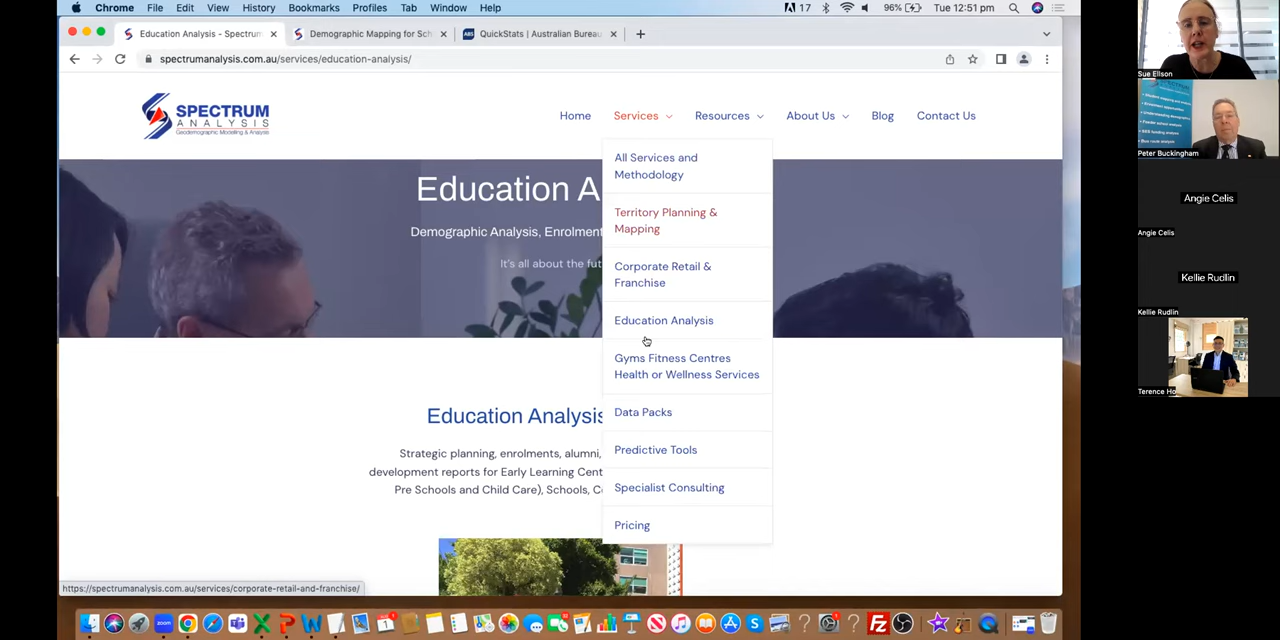 Chrome File Edit View History Bookmarks Profiles Tab Window Help
17 96% Tue 12:51 pm
Education Analysis - Spectrum
Demographic Mapping for Sch
ABS QuickStats | Australian Bureau
spectrumanalysis.com.au/services/education-analysis/
SPECTRUM
ANALYSIS
Geodemographic Modelling & Analysis
Home Services Resources About Us Blog Contact Us
All Services and
Methodology
Territory Planning &
Mapping
Corporate Retail &
Franchise
Education Analysis
Gyms Fitness Centres
Health or Wellness Services
Data Packs
Predictive Tools
Specialist Consulting
Pricing
Education A
Demographic Analysis, Enrolment
It's all about the fut
Education Analysis
Strategic planning, enrolments, alumni,
development reports for Early Learning Cent
Pre Schools and Child Care), Schools, C
https://spectrumanalysis.com.au/services/corporate-retail-and-franchise/
zoom
Sue Ellson
Peter Buckingham
Angie Celis
Angie Celis
Kellie Rudlin
Kellie Rudlin
Terence Ho